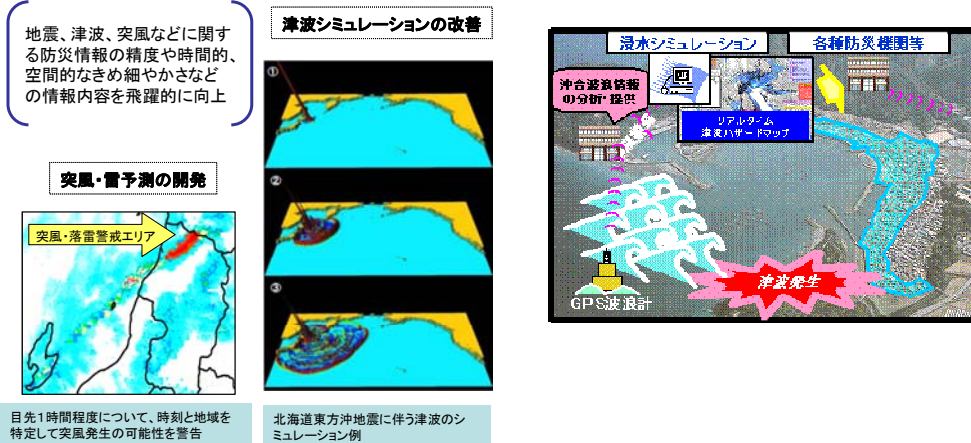 地震、津波、突風などに関す
る防災情報の精度や時間的、
空間的なきめ細やかさなど
の情報内容を飛躍的に向上
突風・雷予測の開発
突風・落雷警戒エリア
目先1時間程度について、時刻と地域を
特定して突風発生の可能性を警告
津波シミュレーションの改善
①
②
③
北海道東方沖地震に伴う津波のシ
ミュレーション例
浸水シミュレーション
各種防災機関等
沖合波浪情報
の分析・提供
リアルタイム
津波ハザードマップ
津波発生
GPS波浪計